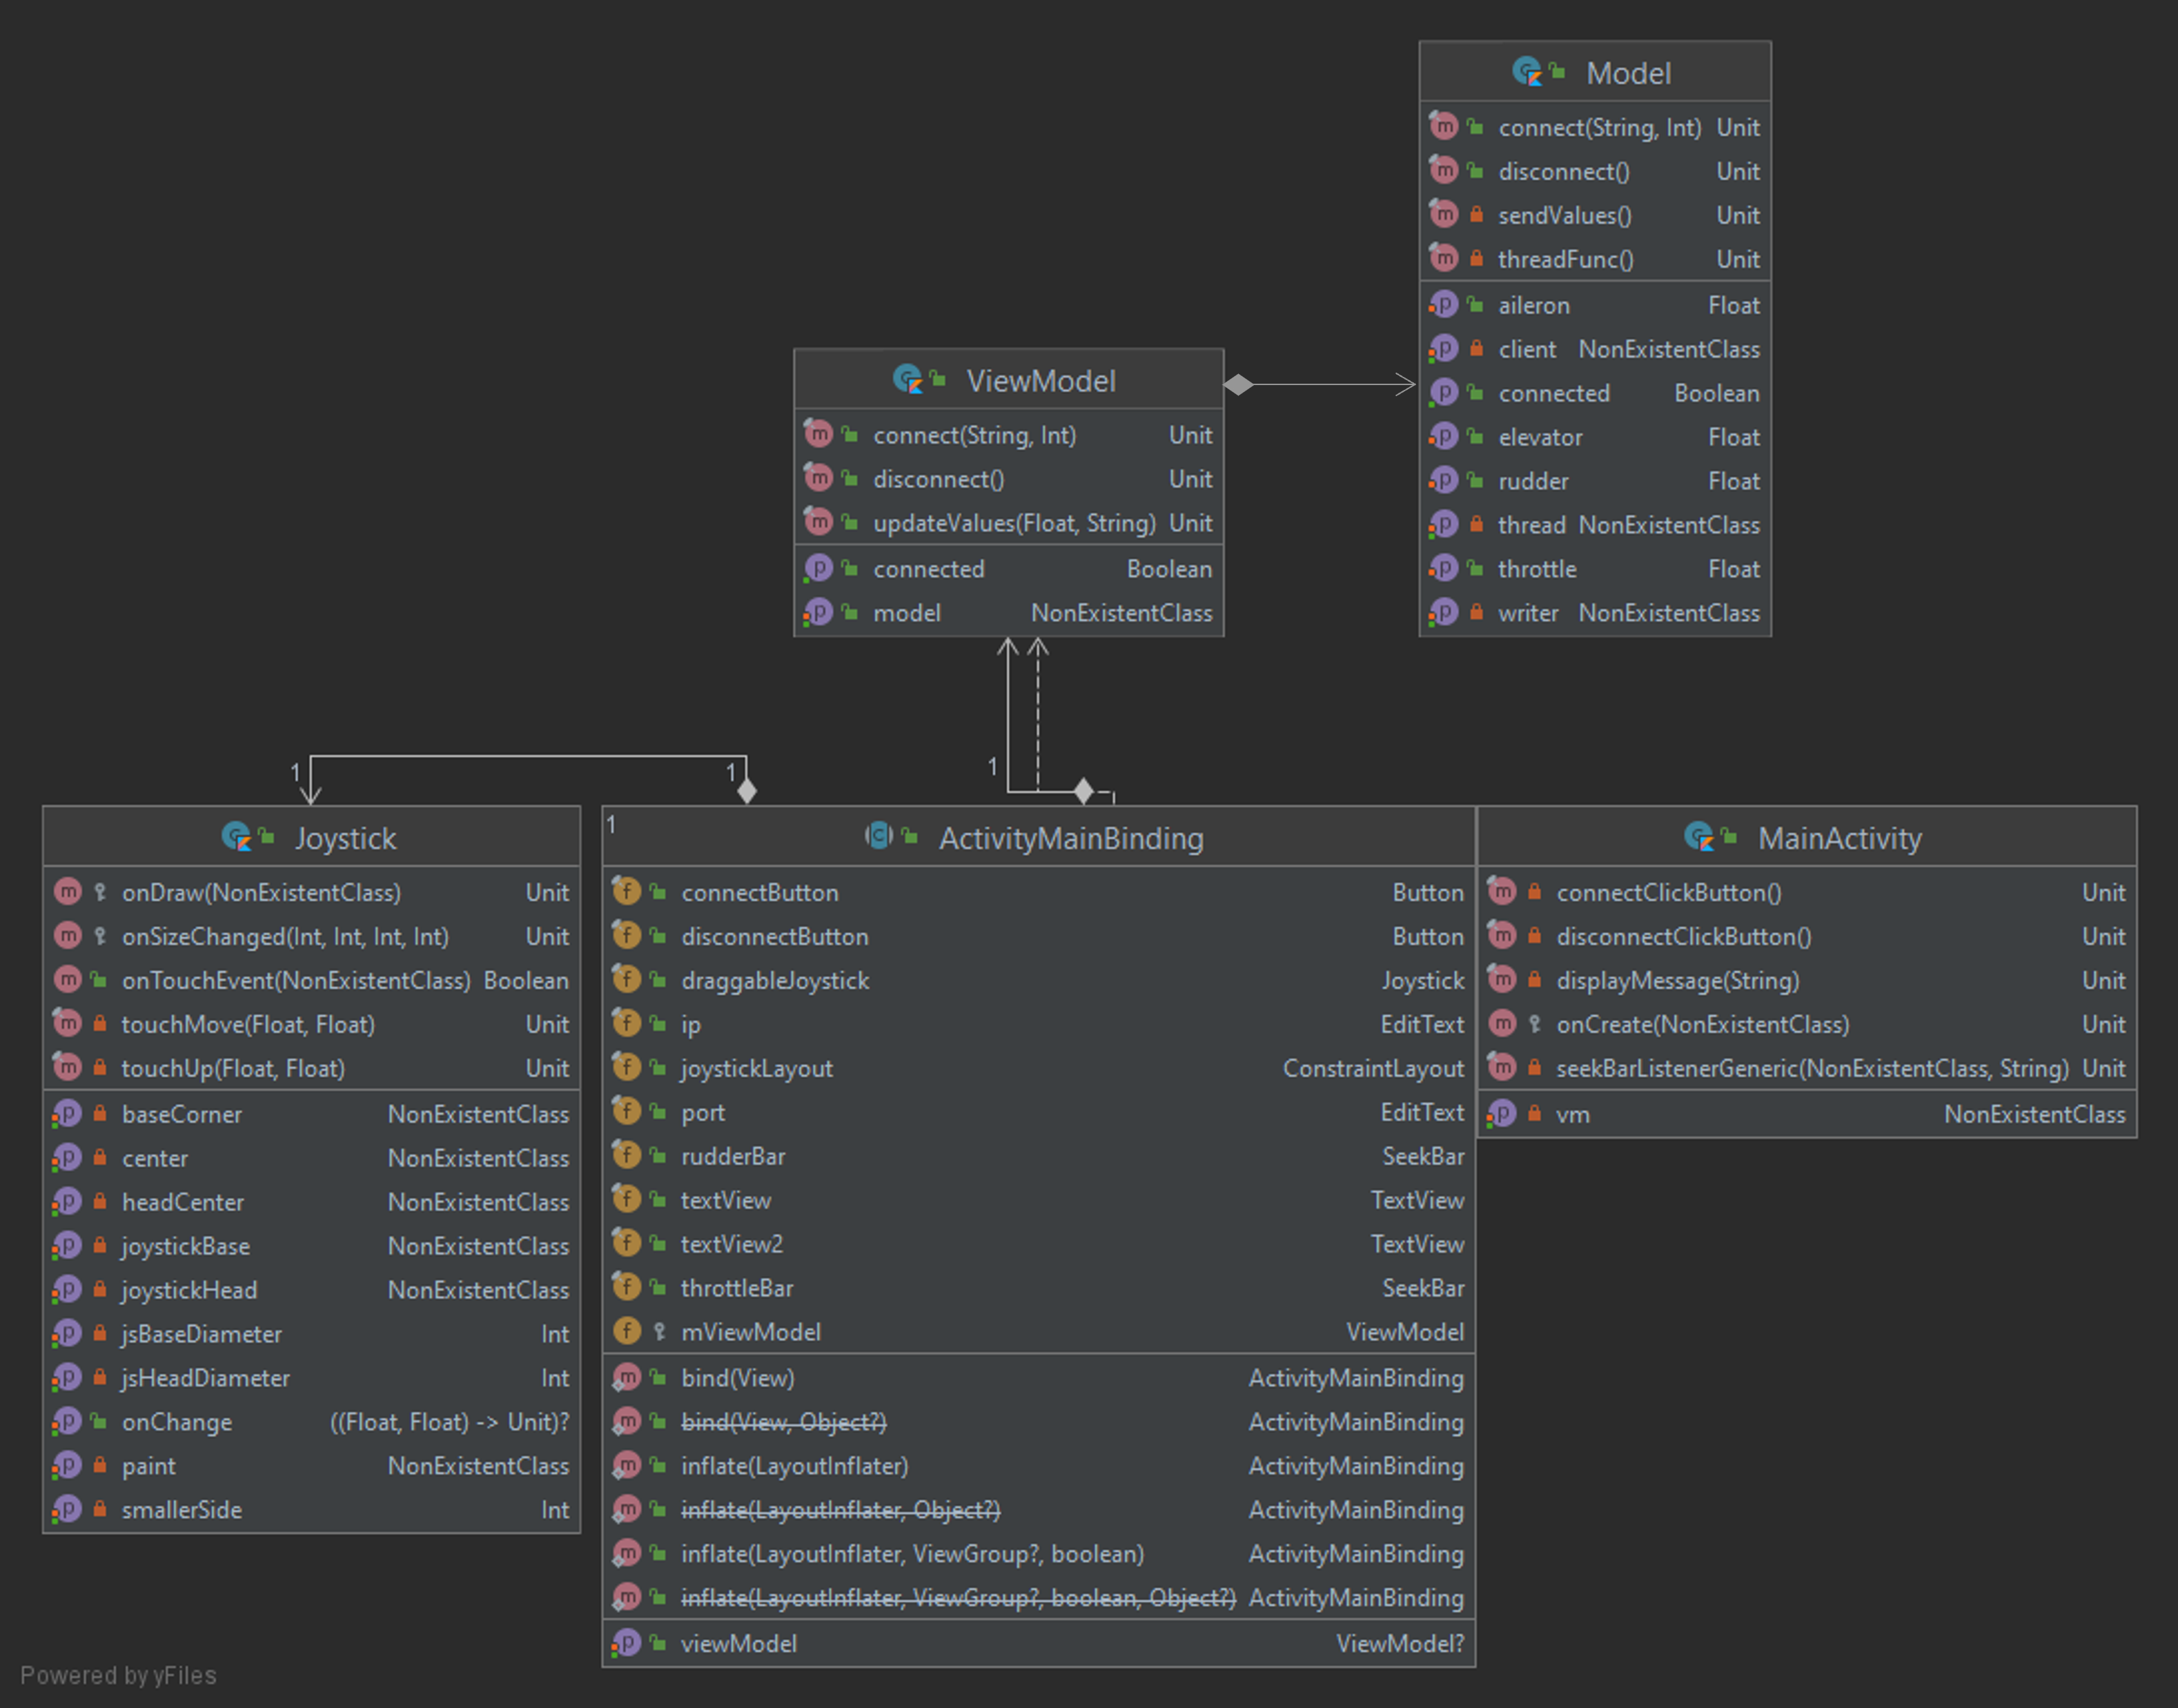 Model
connect(String, Int) Unit
disconnect() Unit
sendValues() Unit
threadFunc() Unit
aileron Float
client NonExistentClass
connected Boolean
elevator Float
rudder Float
thread NonExistentClass
throttle Float
writer NonExistentClass
ViewModel
connect(String, Int) Unit
disconnect() Unit
updateValues(Float, String) Unit
connected Boolean
model NonExistentClass
1
1
1
1
Joystick
onDraw(NonExistentClass) Unit
onSizeChanged(Int, Int, Int, Int) Unit
onTouchEvent(NonExistentClass) Boolean
touchMove(Float, Float) Unit
touchUp(Float, Float) Unit
baseCorner NonExistentClass
center NonExistentClass
headCenter NonExistentClass
joystickBase NonExistentClass
joystickHead NonExistentClass
jsBaseDiameter Int
jsHeadDiameter Int
onChange ((Float, Float) -> Unit)?
paint NonExistentClass
smallerSide Int
ActivityMainBinding
connectButton Button
disconnectButton Button
draggableJoystick Joystick
ip EditText
joystickLayout ConstraintLayout
port EditText
rudderBar SeekBar
textView TextView
textView2 TextView
throttleBar SeekBar
mViewModel ViewModel
bind(View) ActivityMainBinding
bind(View, Object?) ActivityMainBinding
inflate(LayoutInflater) ActivityMainBinding
inflate(LayoutInflater, Object?) ActivityMainBinding
inflate(LayoutInflater, ViewGroup?, boolean) ActivityMainBinding
inflate(LayoutInflater, ViewGroup?, boolean, Object?) ActivityMainBinding
viewModel ViewModel?
MainActivity
connectClickButton() Unit
disconnectClickButton() Unit
displayMessage(String) Unit
onCreate(NonExistentClass) Unit
seekBarListenerGeneric(NonExistentClass, String) Unit
vm NonExistentClass
Powered by yFiles